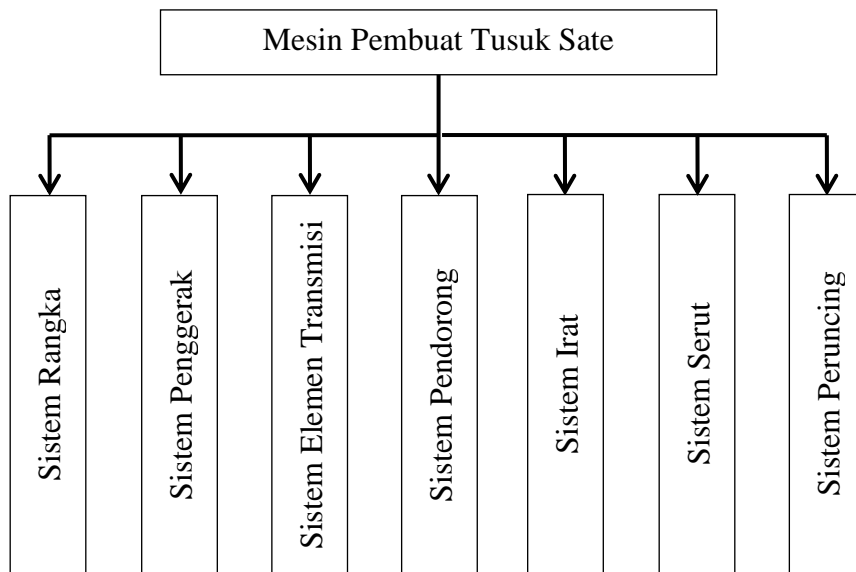 Mesin Pembuat Tusuk Sate
Sistem Rangka
Sistem Penggerak
Sistem Elemen Transmisi
Sistem Pendorong
Sistem Irat
Sistem Serut
Sistem Peruncing